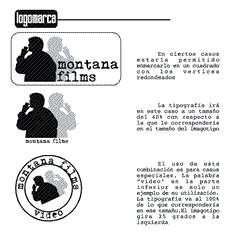 logomarca
montana
films
En ciertos casos
estaría permitido
enmarcarlo en un cuadrado
con los vertices
redondeados
montana films
La tipografía irá
en este caso a un tamaño
del 40% con respecto a
la que le correspondería
en el tamaño del imagotipo
montana films
video
El uso de esta
combinación es para casos
especiales. La palabra
"video" en la parte
inferior es solo un
ejemplo de su utilización.
La tipografía va al 100%
de lo que correspondería
en ese tamaño.El imagotipo
gira 25 grados a la
izquierda